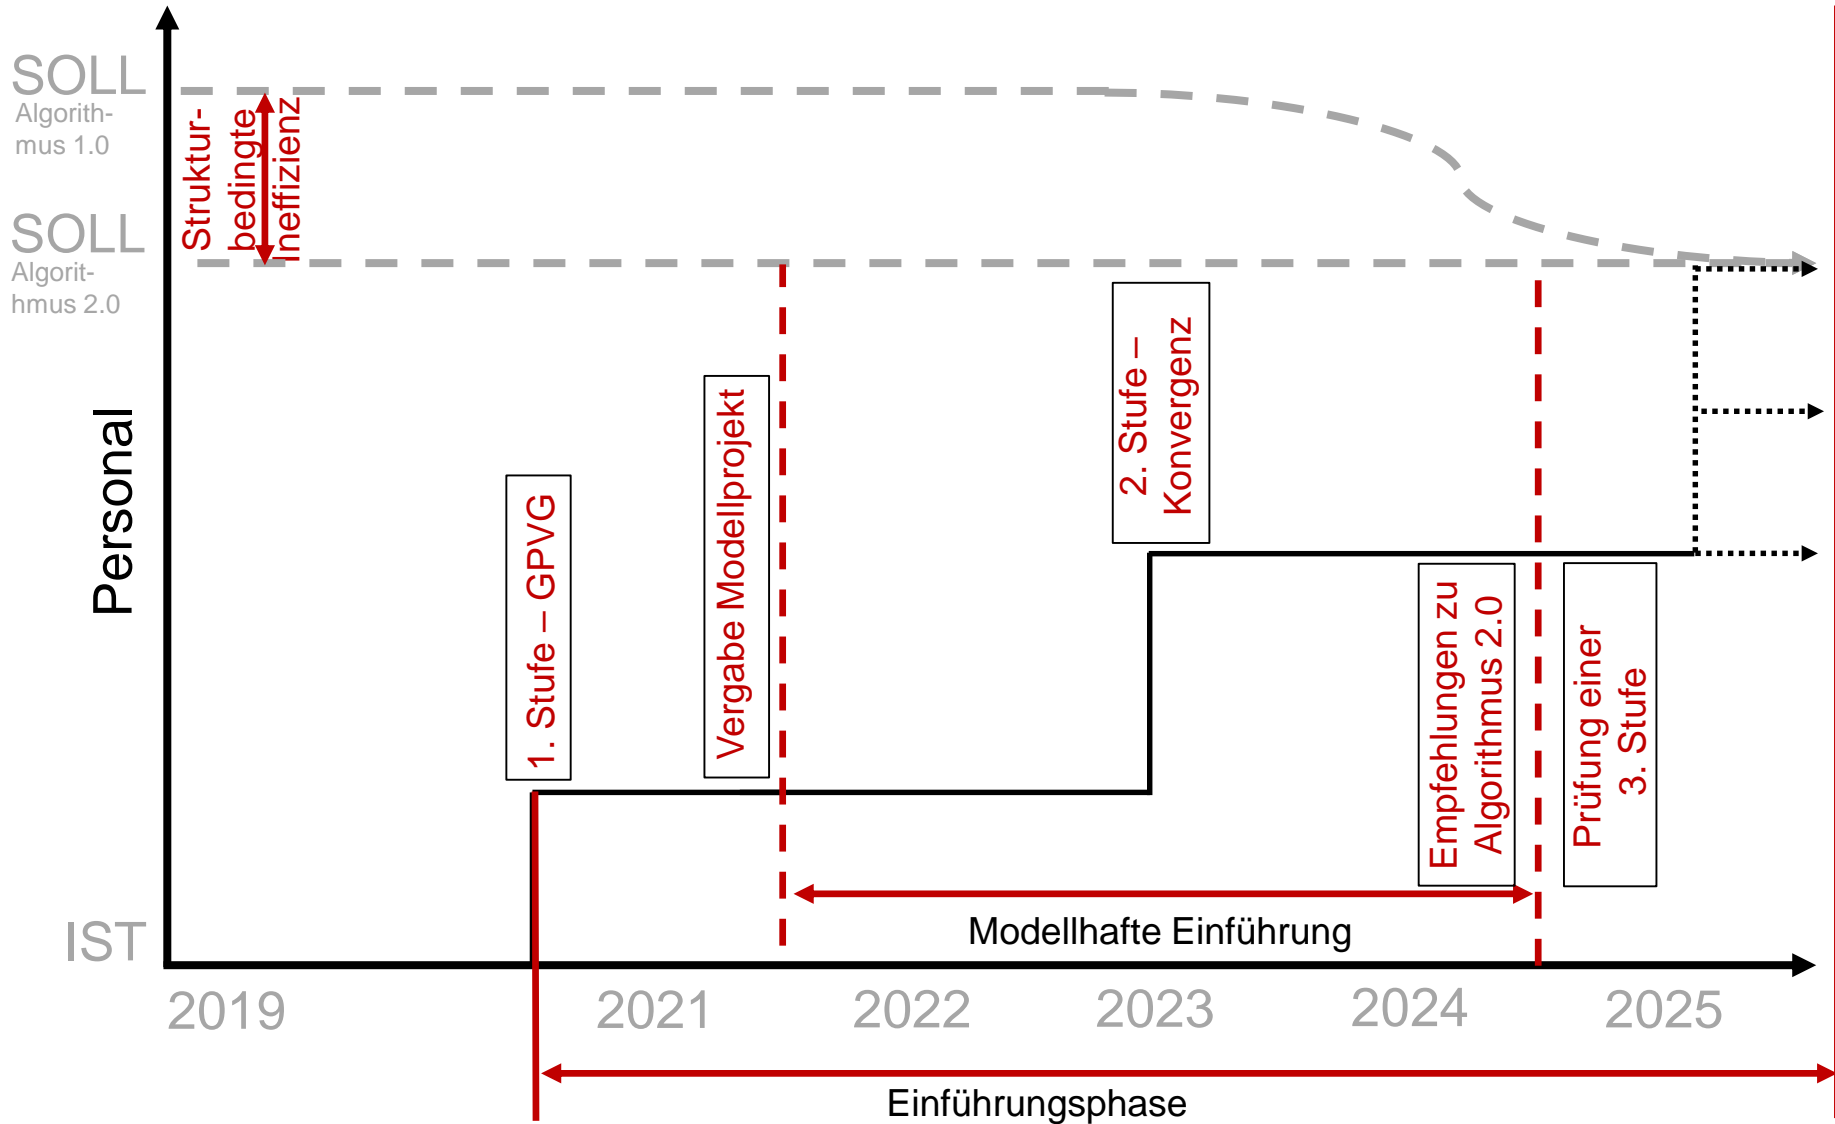 SOLL
Algorith-
mus 1.0
SOLL
Algorit-
hmus 2.0
Struktur-
bedingte
Ineffizienz
Personal
IST
1. Stufe – GPVG
Vergabe Modellprojekt
2. Stufe –
Konvergenz
Empfehlungen zu
Algorithmus 2.0
Prüfung einer
3. Stufe
Modellhafte Einführung
2019
2021
2022
2023
2024
2025
Einführungsphase